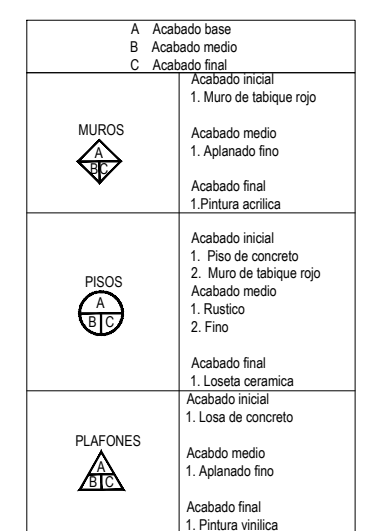 A Acabado base
B Acabado medio
C Acabado final
MUROS
A
B C
Acabado inicial
1. Muro de tabique rojo
Acabado medio
1. Aplanado fino
Acabado final
1.Pintura acrilica
PISOS
A
B C
Acabado inicial
1. Piso de concreto
2. Muro de tabique rojo
Acabado medio
1. Rustico
2. Fino
Acabado final
1. Loseta ceramica
PLAFONES
A
B C
Acabado inicial
1. Losa de concreto
Acabdo medio
1. Aplanado fino
Acabado final
1. Pintura vinilica